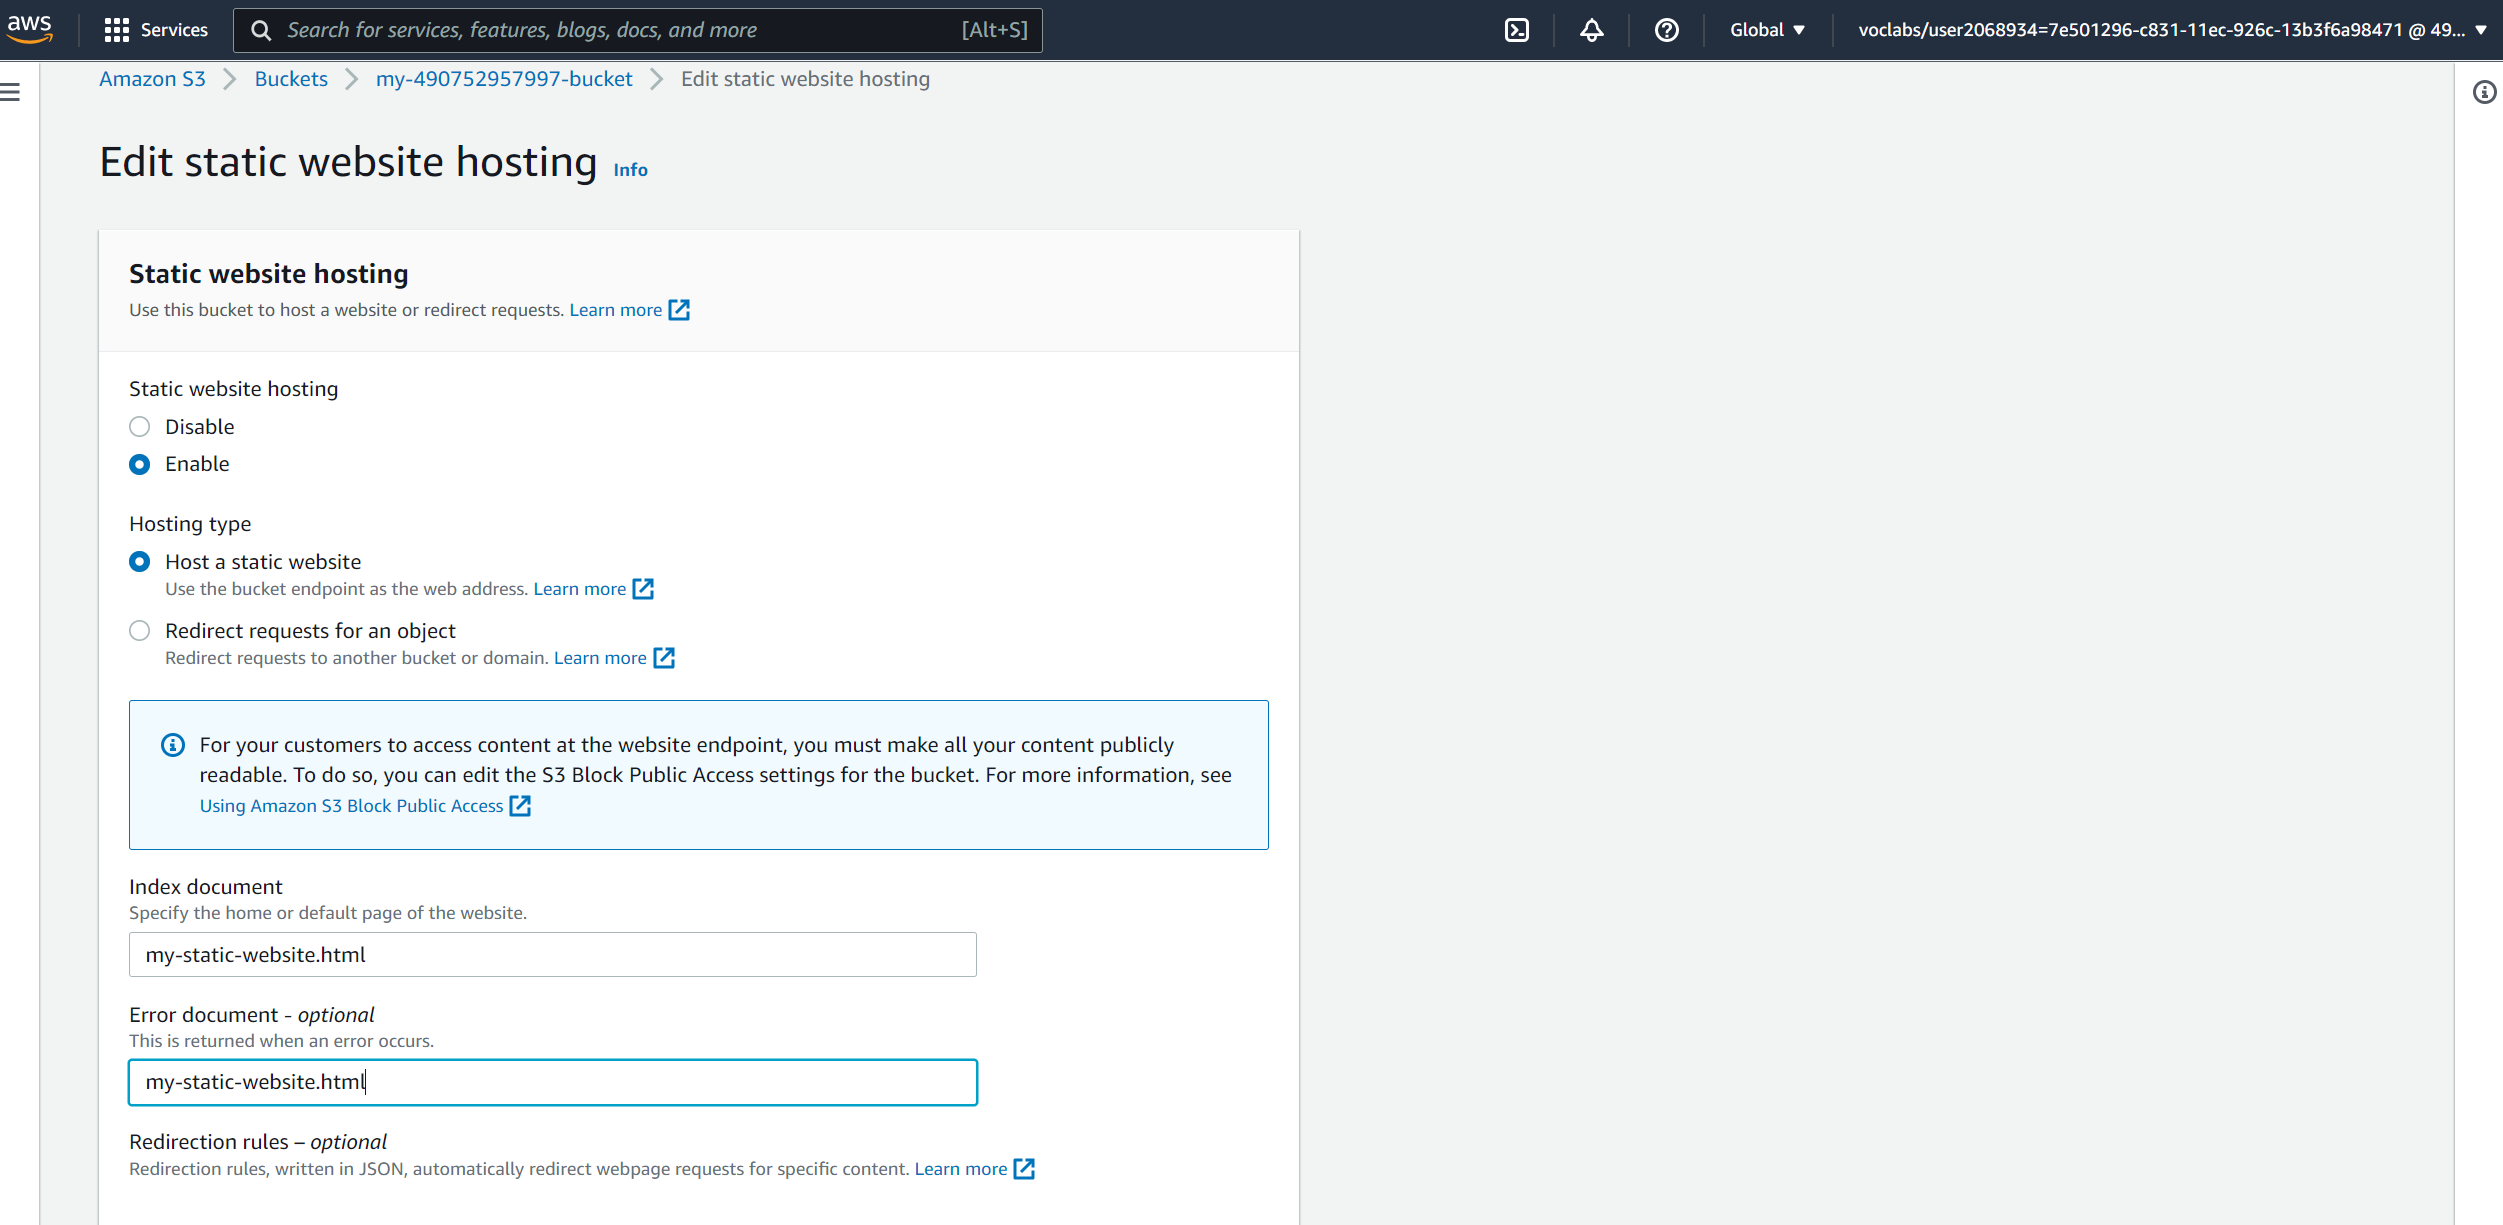 aws
Services
Search for services, features, blogs, docs, and more [Alt+S]
Global
voclabs/user2068934=7e501296-c831-11ec-926c-13b3f6a98471 @ 49...
Amazon S3 > Buckets > my-490752957997-bucket > Edit static website hosting
Edit static website hosting Info
Static website hosting
Use this bucket to host a website or redirect requests. Learn more
Static website hosting
Disable
Enable
Hosting type
Host a static website
Use the bucket endpoint as the web address. Learn more
Redirect requests for an object
Redirect requests to another bucket or domain. Learn more
For your customers to access content at the website endpoint, you must make all your content publicly
readable. To do so, you can edit the S3 Block Public Access settings for the bucket. For more information, see
Using Amazon S3 Block Public Access
Index document
Specify the home or default page of the website.
my-static-website.html
Error document - optional
This is returned when an error occurs.
my-static-website.html
Redirection rules – optional
Redirection rules, written in JSON, automatically redirect webpage requests for specific content. Learn more